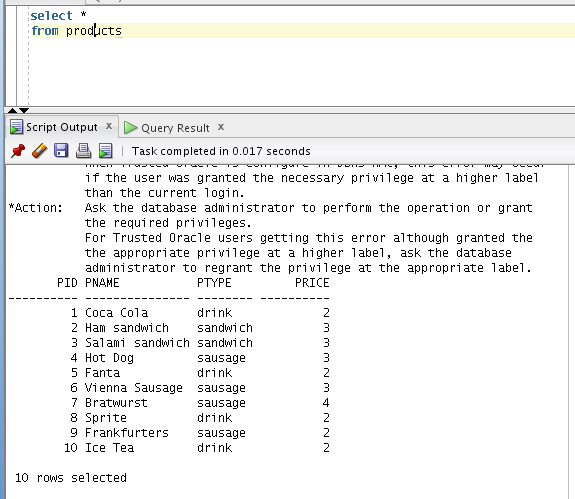 select *
from products
Script Output x Query Result x
Task completed in 0.017 seconds
if the user was granted the necessary privilege at a higher label
than the current login.
*Action: Ask the database administrator to perform the operation or grant
the required privileges.
For Trusted Oracle users getting this error although granted the
the appropriate privilege at a higher label, ask the database
administrator to regrant the privilege at the appropriate label.
PID PNAME PTYPE PRICE
---------- --------------- ---------- ----------
1 Coca Cola drink 2
2 Ham sandwich sandwich 3
3 Salami sandwich sandwich 3
4 Hot Dog sausage 3
5 Fanta drink 2
6 Vienna Sausage sausage 3
7 Bratwurst sausage 4
8 Sprite drink 2
9 Frankfurters sausage 2
10 Ice Tea drink 2
10 rows selected